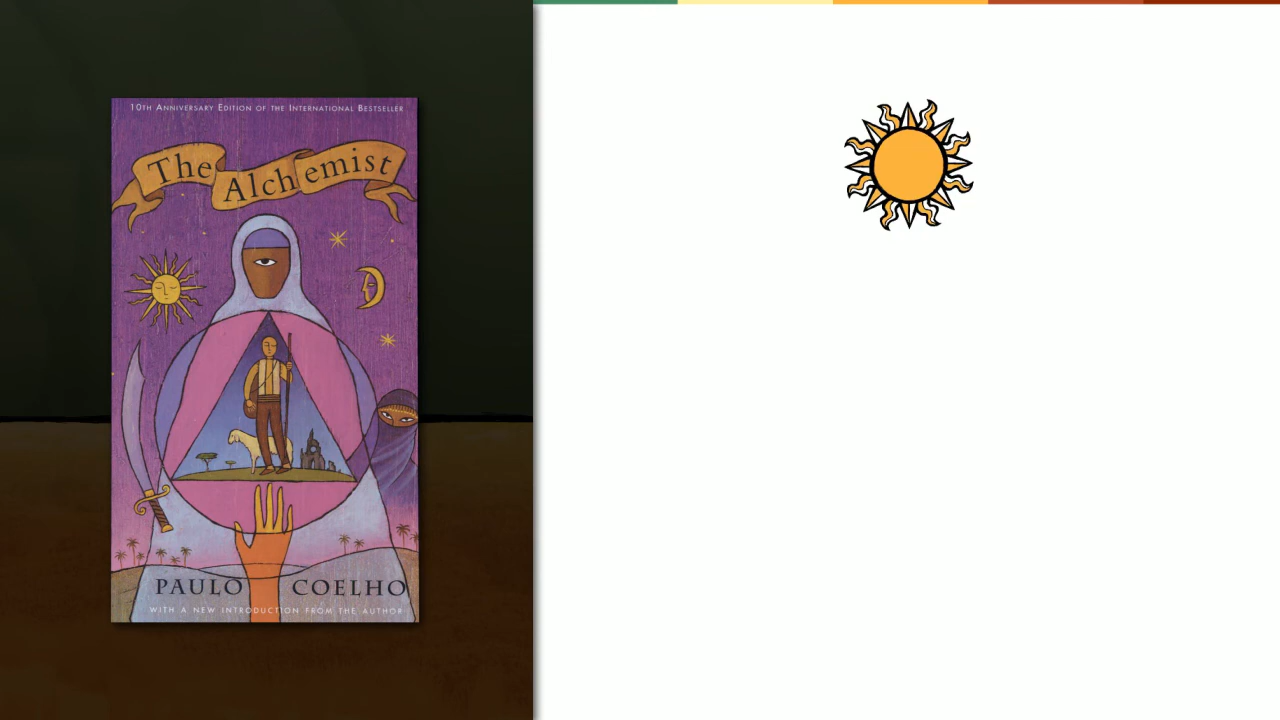 10th Anniversary Edition of the International Bestseller
The Alchemist
PAULO COELHO
WITH A NEW INTRODUCTION FROM THE AUTHOR